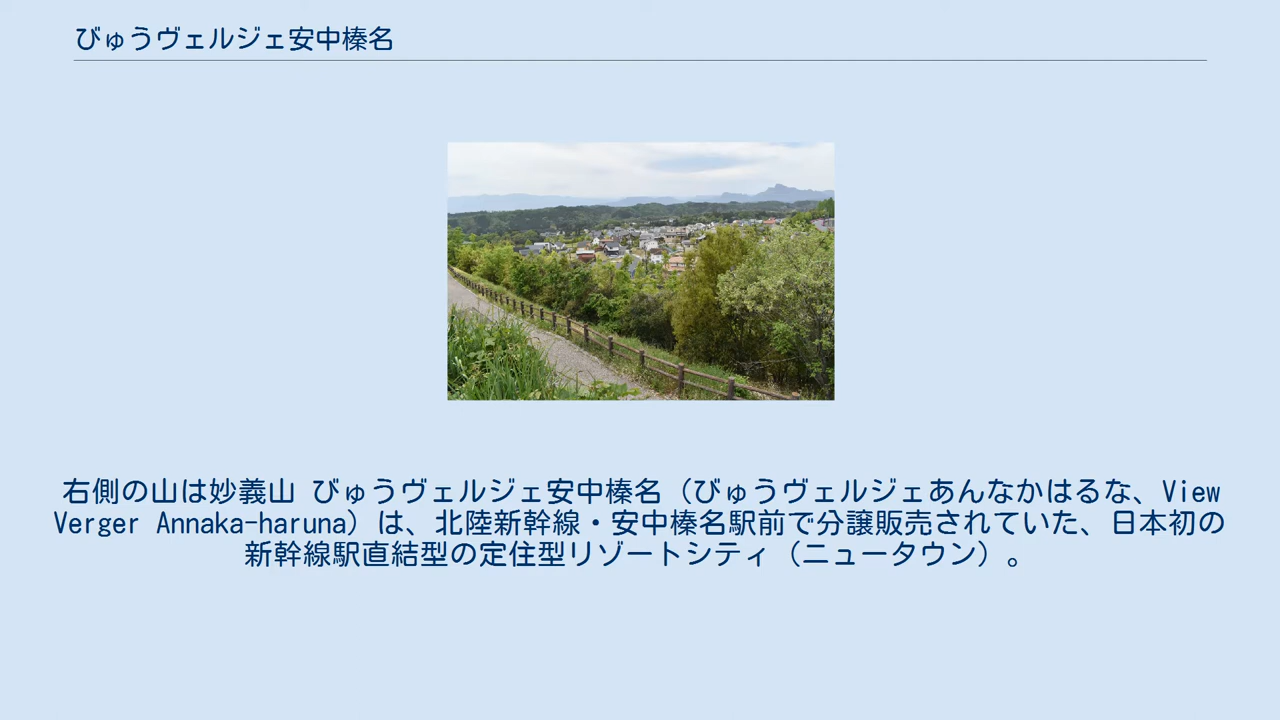 びゅうヴェルジェ安中榛名
右側の山は妙義山 びゅうヴェルジェ安中榛名（びゅうヴェルジェあんなかはるな、View
Verger Annaka-haruna）は、北陸新幹線・安中榛名駅前で分譲販売されていた、日本初の
新幹線駅直結型の定住型リゾートシティ（ニュータウン）。